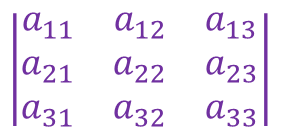 |a₁₁ a₁₂ a₁₃|
|a₂₁ a₂₂ a₂₃|
|a₃₁ a₃₂ a₃₃|